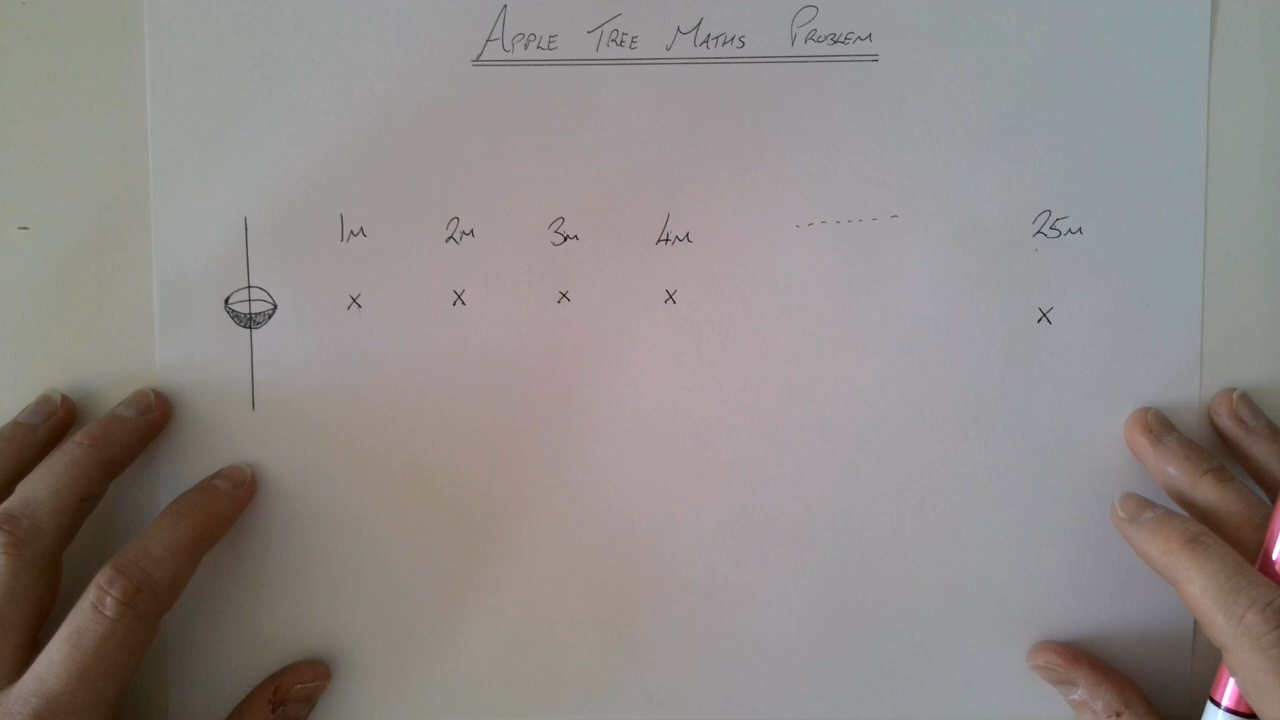 APPLE TREE MATHS PROBLEM
1M 2M 3M 4M -------- 25M
x x x x x